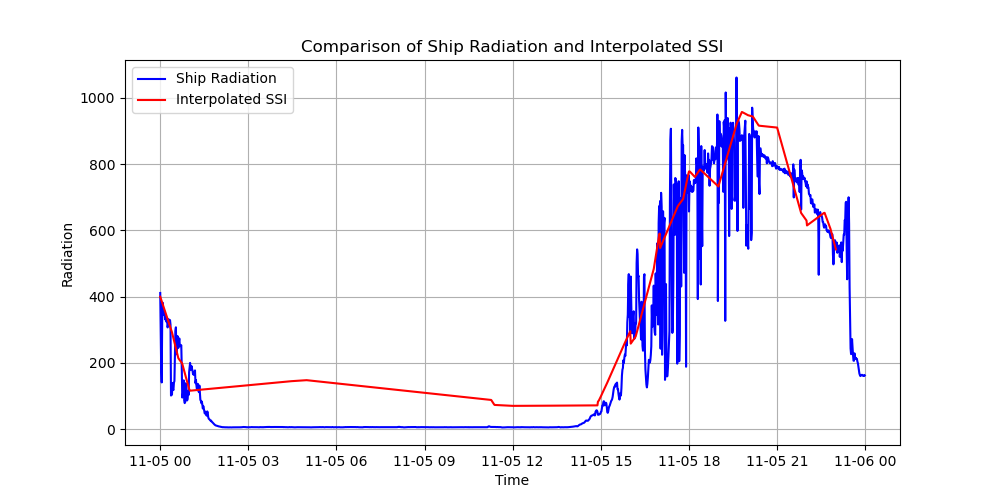 Comparison of Ship Radiation and Interpolated SSI
Ship Radiation
Interpolated SSI
1000
800
600
400
200
0
Radiation
11-05 00 11-05 03 11-05 06 11-05 09 11-05 12 11-05 15 11-05 18 11-05 21 11-06 00
Time